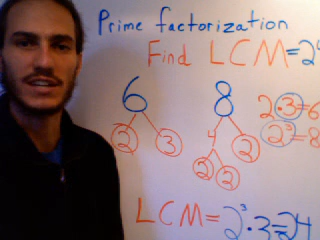 Prime factorization
Find LCM=2
6 8
2·3=6
4
2³=8
2 3 2
2 2
LCM=2³·3=24